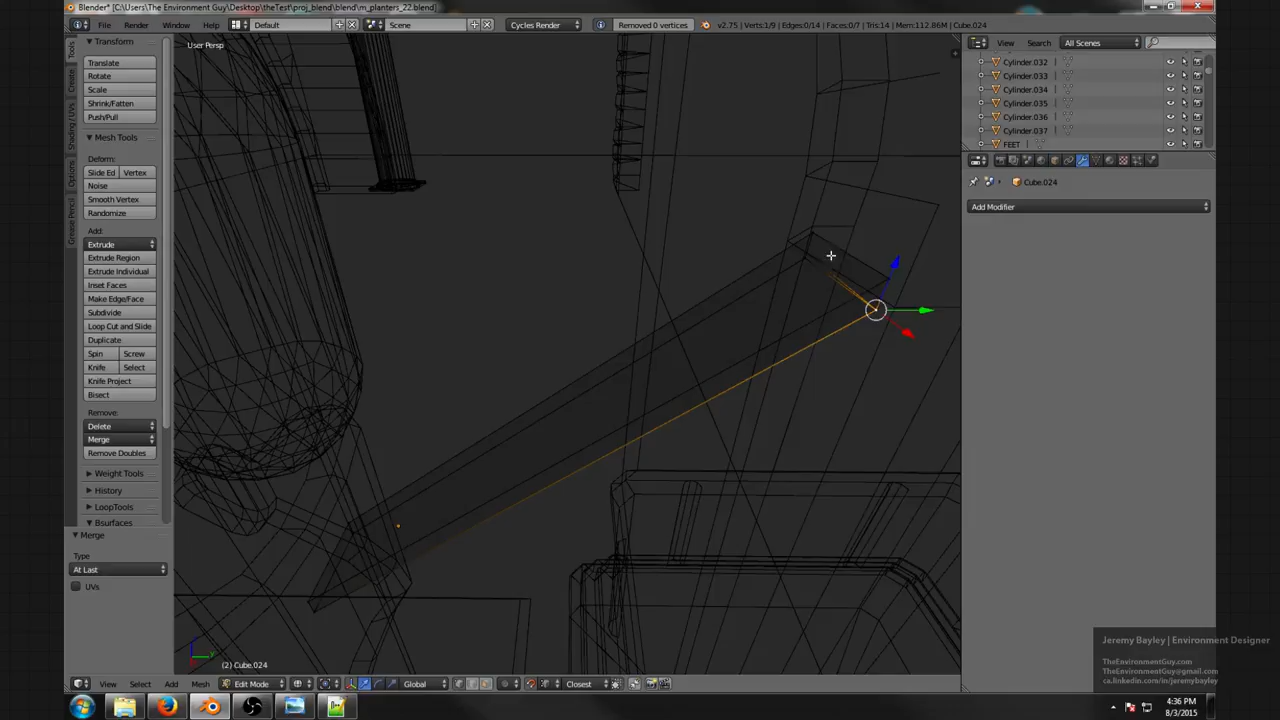 Blender* [C:\Users\The Environment Guy\Desktop\theTest\proj_blend\blend\m_planters_22.blend]
File Render Window Help Default Scene Cycles Render Removed 0 vertices v2.75 | Verts:1/9 | Edges:0/14 | Faces:0/7 | Tris:14 | Mem:112.86M | Cube.024
Tools
Create
Shading / UVs
Options
Grease Pencil
Transform
Translate
Rotate
Scale
Shrink/Fatten
Push/Pull
Mesh Tools
Deform:
Slide Ed Vertex
Noise
Smooth Vertex
Randomize
Add:
Extrude
Extrude Region
Extrude Individual
Inset Faces
Make Edge/Face
Subdivide
Loop Cut and Slide
Duplicate
Spin Screw
Knife Select
Knife Project
Bisect
Remove:
Delete
Merge
Remove Doubles
Weight Tools
History
LoopTools
Bsurfaces
Merge
Type
At Last
UVs
User Persp
(2) Cube.024
View Select Add Mesh Edit Mode Global Closest
View Search All Scenes
Cylinder.032
Cylinder.033
Cylinder.034
Cylinder.035
Cylinder.036
Cylinder.037
FEET
Cube.024
Add Modifier
Jeremy Bayley | Environment Designer
TheEnvironmentGuy.com
TheEnvironmentGuy@gmail.com
ca.linkedin.com/in/jeremybayley
4:36 PM
8/3/2015